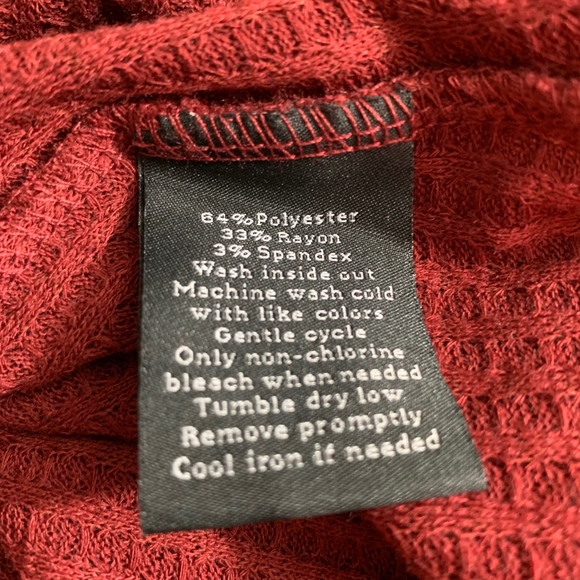 64%Polyester
33% Rayon
3% Spandex
Wash inside out
Machine wash cold
with like colors
Gentle cycle
Only non-chlorine
bleach when needed
Tumble dry low
Remove promptly
Cool iron if needed